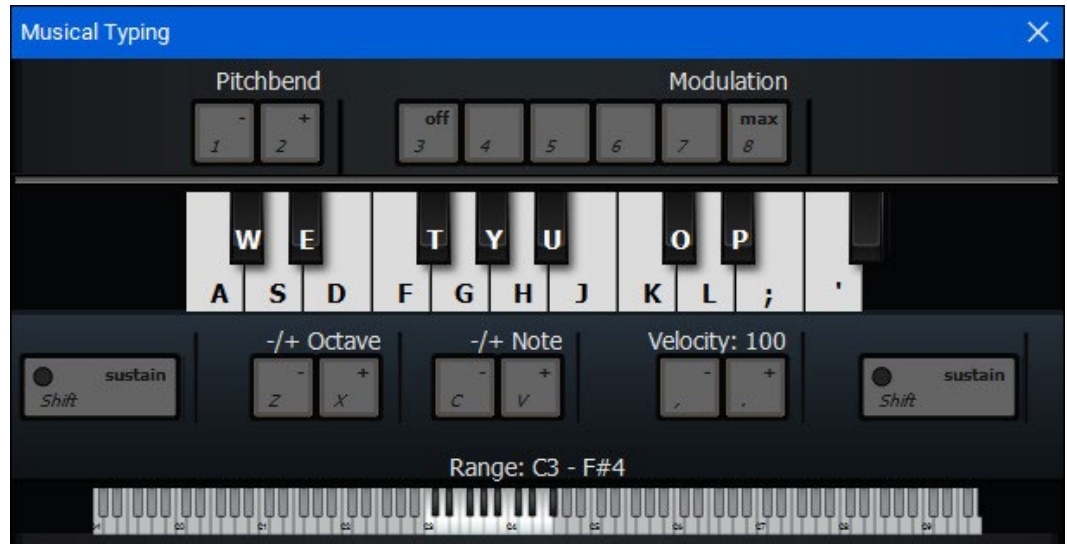 Musical Typing
Pitchbend Modulation
- + off max
1 2 3 4 5 6 7 8
W E T Y U O P
A S D F G H J K L ; '
-/+ Octave -/+ Note Velocity: 100
sustain - + - + - + sustain
Shift Z X C V , . Shift
Range: C3 - F#4